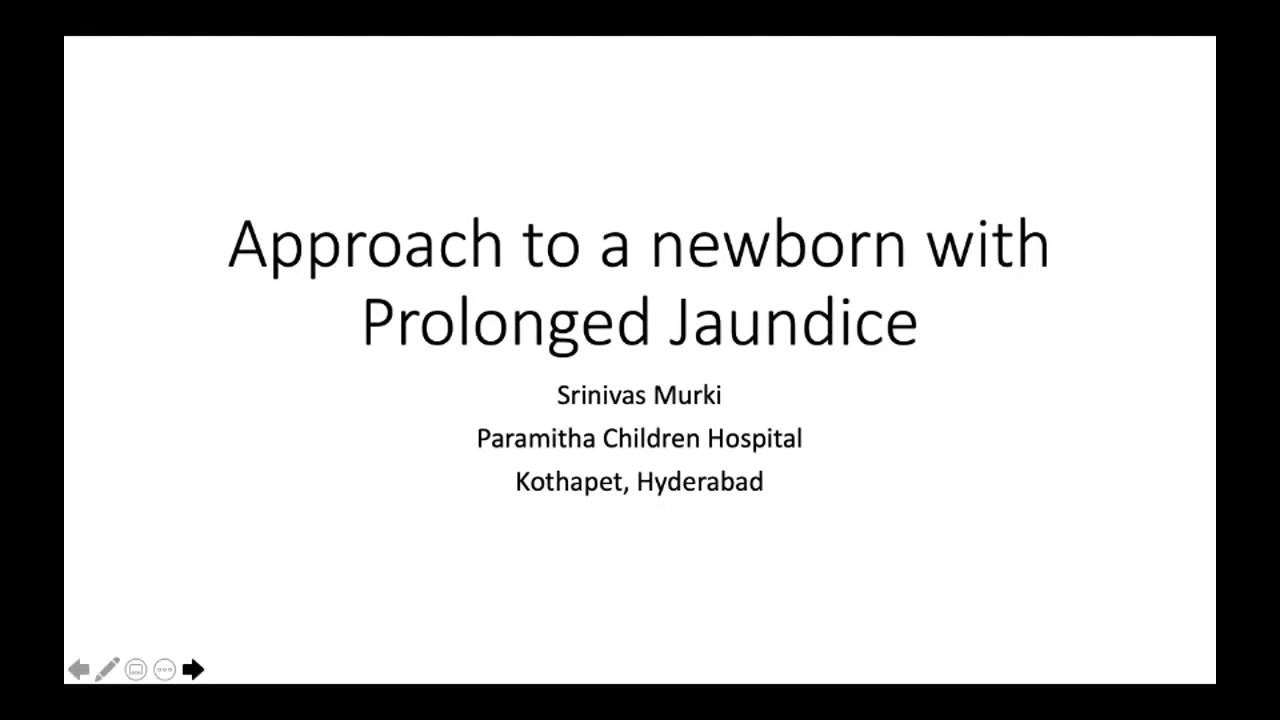 Approach to a newborn with
Prolonged Jaundice
Srinivas Murki
Paramitha Children Hospital
Kothapet, Hyderabad